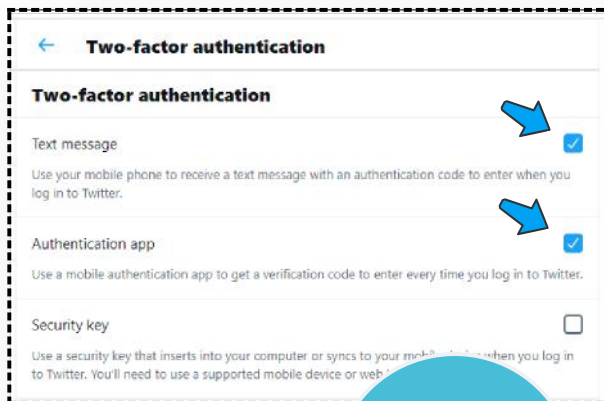 Two-factor authentication
Two-factor authentication
Text message
Use your mobile phone to receive a text message with an authentication code to enter when you
log in to Twitter.
Authentication app
Use a mobile authentication app to get a verification code to enter every time you log in to Twitter.
Security key
Use a security key that inserts into your computer or syncs to your when you log in
to Twitter. You'll need to use a supported mobile device or web